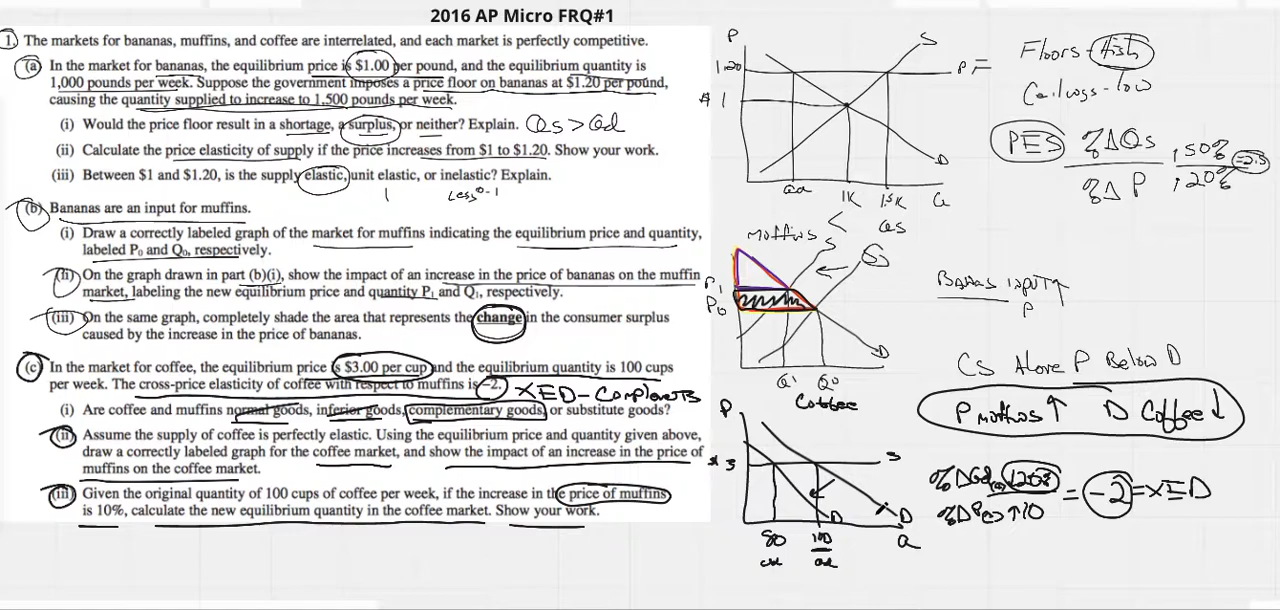 2016 AP Micro FRQ#1
1. The markets for bananas, muffins, and coffee are interrelated, and each market is perfectly competitive.
(a) In the market for bananas, the equilibrium price is $1.00 per pound, and the equilibrium quantity is
1,000 pounds per week. Suppose the government imposes a price floor on bananas at $1.20 per pound,
causing the quantity supplied to increase to 1,500 pounds per week.
(i) Would the price floor result in a shortage, a surplus, or neither? Explain. Qs > Qd
(ii) Calculate the price elasticity of supply if the price increases from $1 to $1.20. Show your work.
(iii) Between $1 and $1.20, is the supply elastic, unit elastic, or inelastic? Explain.
1 Less 0-1
(b) Bananas are an input for muffins.
(i) Draw a correctly labeled graph of the market for muffins indicating the equilibrium price and quantity,
labeled P0 and Q0, respectively.
(ii) On the graph drawn in part (b)(i), show the impact of an increase in the price of bananas on the muffin
market, labeling the new equilibrium price and quantity P1 and Q1, respectively.
(iii) On the same graph, completely shade the area that represents the change in the consumer surplus
caused by the increase in the price of bananas.
(c) In the market for coffee, the equilibrium price is $3.00 per cup and the equilibrium quantity is 100 cups
per week. The cross-price elasticity of coffee with respect to muffins is -2. XED - Complements
(i) Are coffee and muffins normal goods, inferior goods, complementary goods, or substitute goods?
(ii) Assume the supply of coffee is perfectly elastic. Using the equilibrium price and quantity given above,
draw a correctly labeled graph for the coffee market, and show the impact of an increase in the price of
muffins on the coffee market.
(iii) Given the original quantity of 100 cups of coffee per week, if the increase in the price of muffins
is 10%, calculate the new equilibrium quantity in the coffee market. Show your work.
P
S
1.20
PF
$1
D
Qd
1K
1.5K
Q
<
Qs
Floors - High
Ceilings - low
PES
%ΔQs
%ΔP
,50%
,20%
=2.5
Muffins
S
S
P1
P0
D
Q1
Q0
Bananas input ↑
P
CS Above P Below D
P muffins ↑ D Coffee ↓
Coffee
P
$3
S
D
D
Q
80
100
= -2 = XED